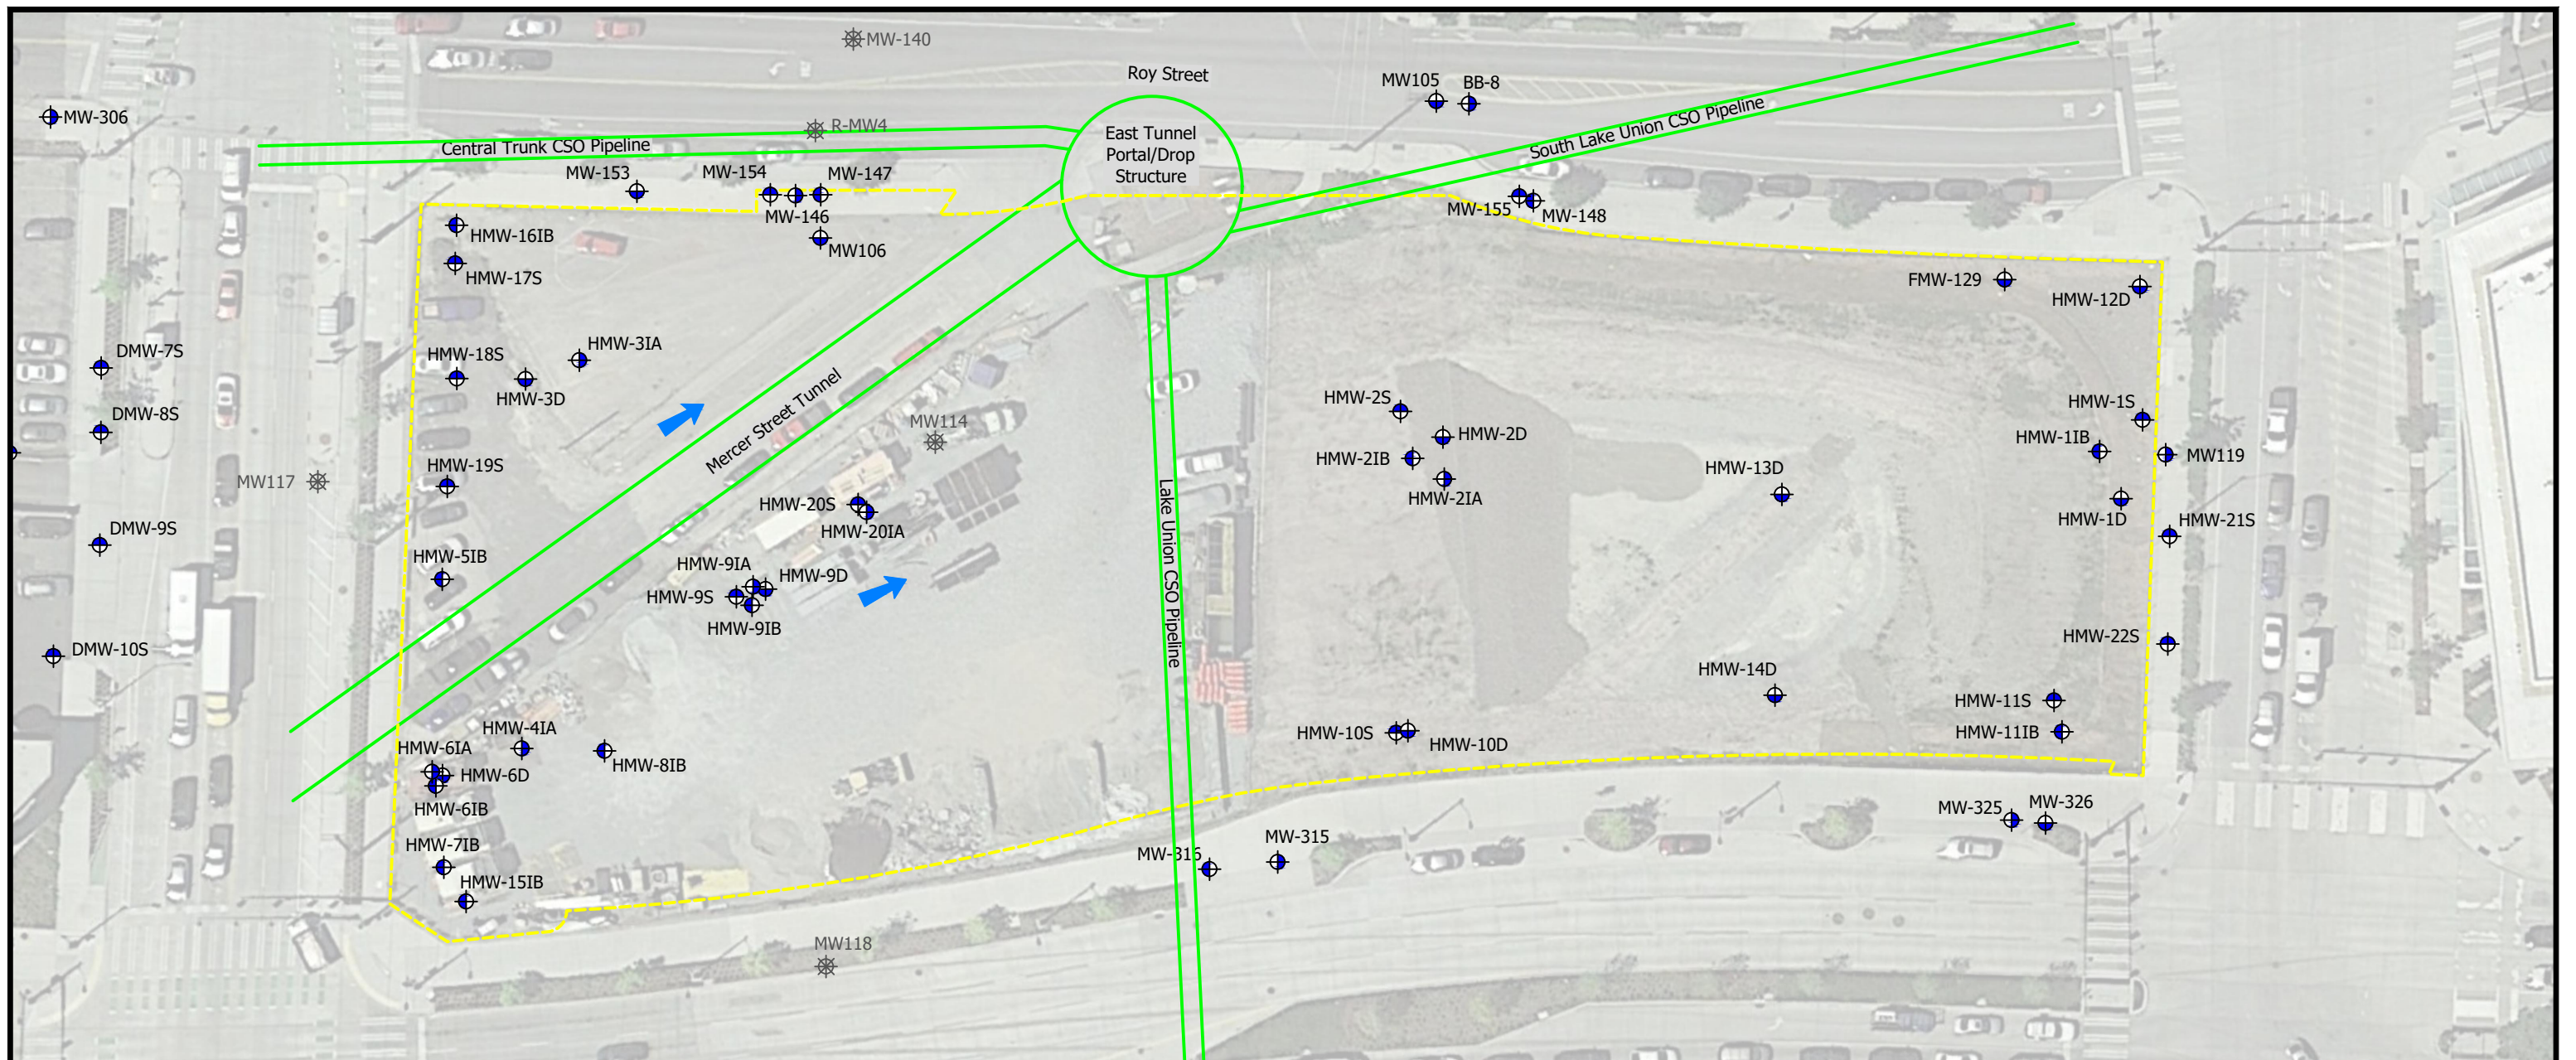 MW-140
Roy Street
MW105
BB-8
MW-306
R-MW4
East Tunnel
Portal/Drop
Structure
South Lake Union CSO Pipeline
Central Trunk CSO Pipeline
MW-153
MW-154
MW-147
MW-146
MW-155
MW-148
HMW-16IB
MW106
HMW-17S
FMW-129
HMW-12D
DMW-7S
HMW-18S
HMW-3IA
HMW-3D
HMW-2S
HMW-1S
DMW-8S
Mercer Street Tunnel
MW114
HMW-2D
HMW-1IB
HMW-2IB
MW119
HMW-19S
HMW-13D
MW117
HMW-2IA
HMW-20S
HMW-20IA
HMW-1D
HMW-21S
DMW-9S
HMW-5IB
HMW-9IA
HMW-9D
HMW-9S
HMW-9IB
Lake Union CSO Pipeline
HMW-22S
DMW-10S
HMW-14D
HMW-11S
HMW-4IA
HMW-10S
HMW-10D
HMW-11IB
HMW-6IA
HMW-8IB
HMW-6D
HMW-6IB
MW-325
MW-326
HMW-7IB
MW-316
MW-315
HMW-15IB
MW118